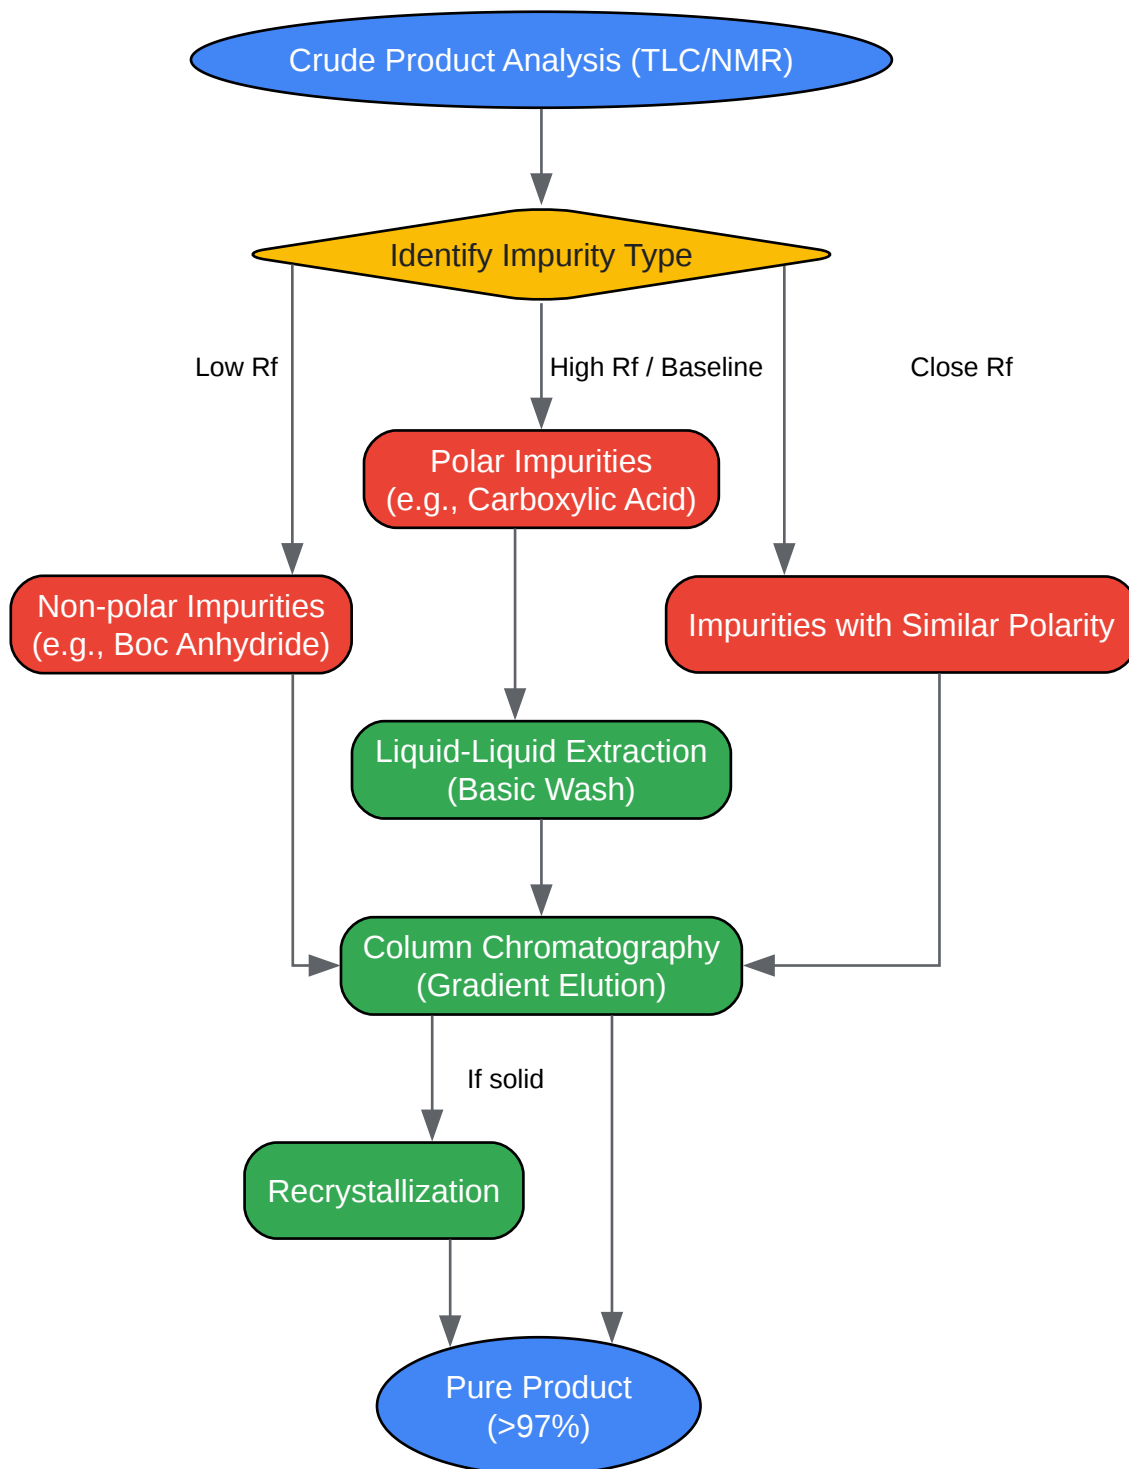 Crude Product Analysis (TLC/NMR)
Identify Impurity Type
Low Rf
High Rf / Baseline
Close Rf
Polar Impurities
(e.g., Carboxylic Acid)
Non-polar Impurities
(e.g., Boc Anhydride)
Impurities with Similar Polarity
Liquid-Liquid Extraction
(Basic Wash)
Column Chromatography
(Gradient Elution)
If solid
Recrystallization
Pure Product
(>97%)